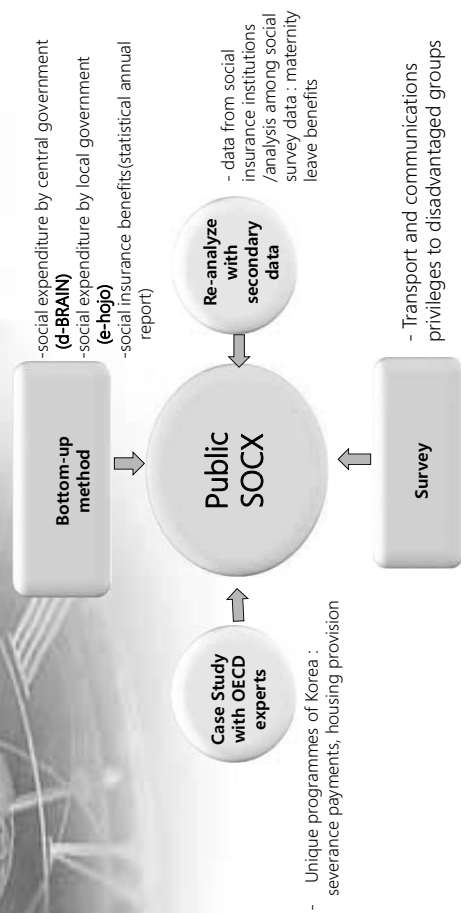 Bottom-up
method
-social expenditure by central government
(d-BRAIN)
-social expenditure by local government
(e-hojo)
-social insurance benefits(statistical annual
report)
Case Study
with OECD
experts
Public
SOCX
Re-analyze
with
secondary
data
- data from social
insurance institutions
/analysis among social
survey data : maternity
leave benefits
- Unique programmes of Korea :
severance payments, housing provision
Survey
- Transport and communications
privileges to disadvantaged groups